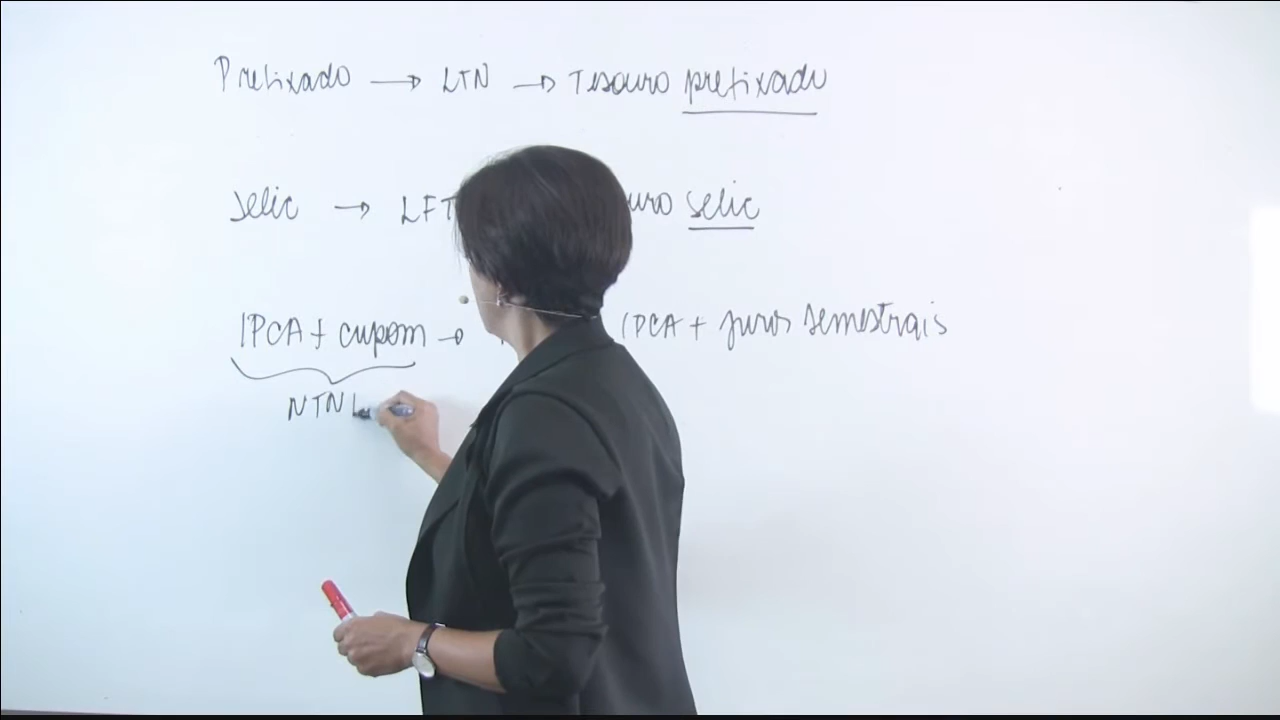 Prefixado → LTN → Tesouro prefixado
Selic → LFT uro selic
IPCA + cupom → IPCA + juros semestrais
NTN